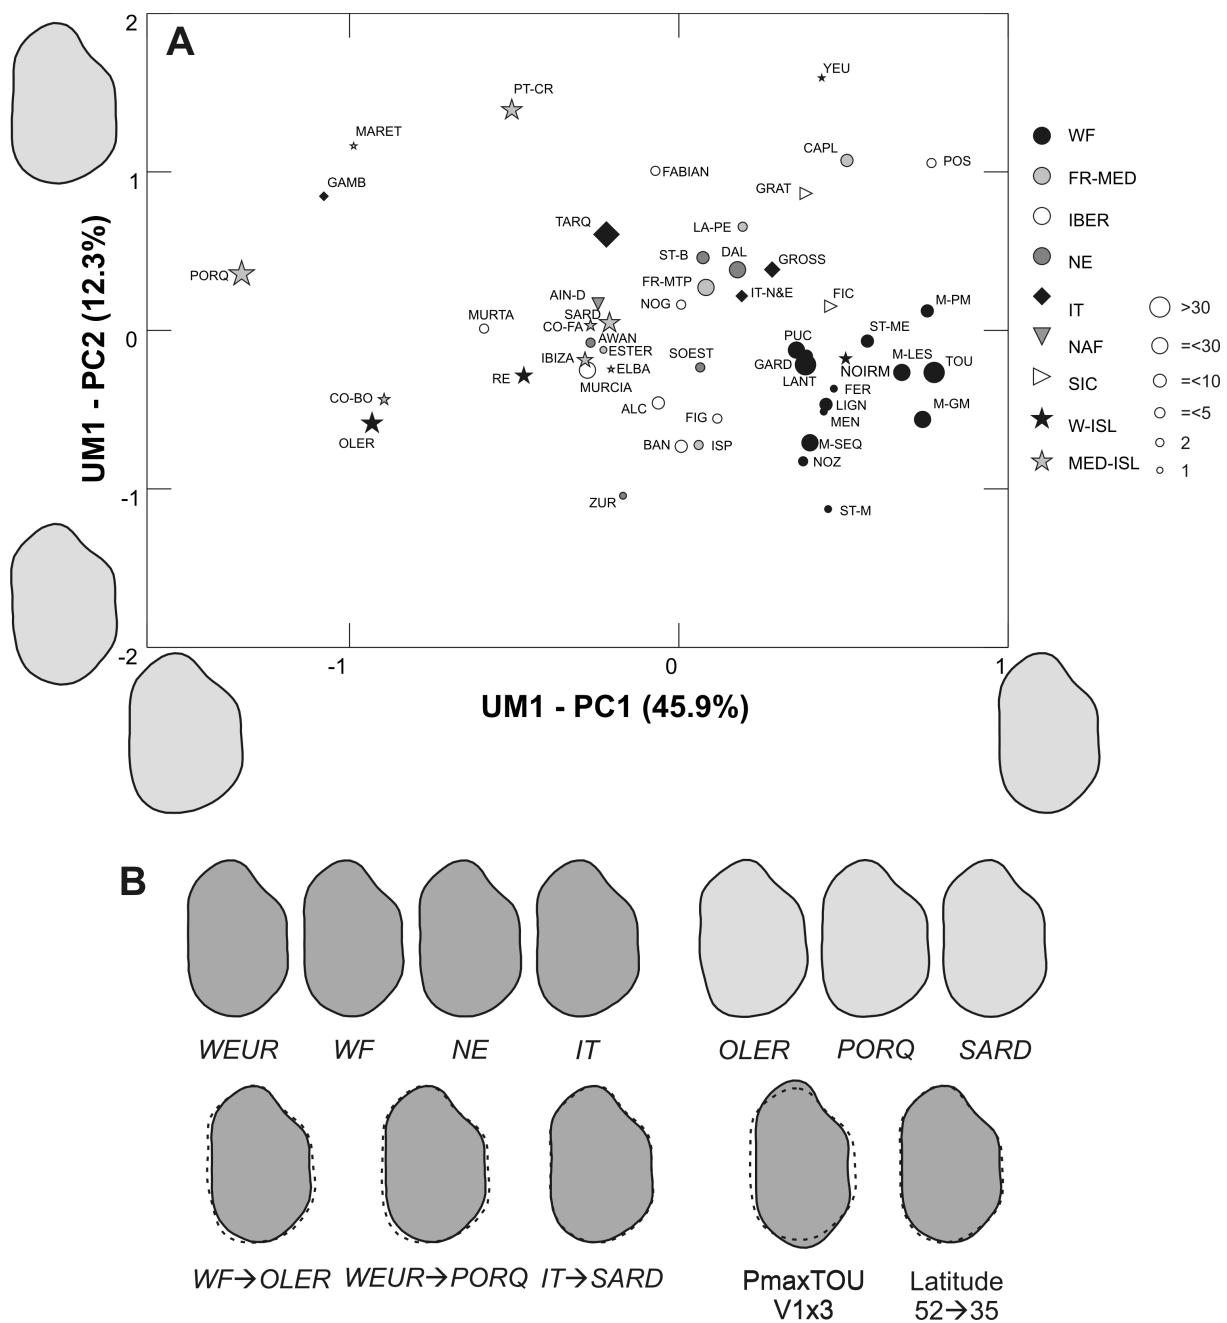 A
2
1
0
-1
-2
-1
0
1
UM1 - PC2 (12.3%)
UM1 - PC1 (45.9%)
YEU
PT-CR
MARET
CAPL
POS
FABIAN
GAMB
GRAT
TARQ
LA-PE
ST-B
DAL
GROSS
PORQ
FR-MTP
AIN-D
IT-N&E
FIC
NOG
M-PM
SARD
MURTA
CO-FA
ST-ME
AWAN
PUC
ESTER
SOEST
IBIZA
GARD
M-LES
TOU
ELBA
NOIRM
RE
LANT
MURCIA
FER
CO-BO
ALC
LIGN
M-GM
FIG
MEN
OLER
BAN
ISP
M-SEQ
NOZ
ZUR
ST-M
WF
FR-MED
IBER
NE
IT
NAF
SIC
W-ISL
MED-ISL
>30
=<30
=<10
=<5
2
1
B
WEUR
WF
NE
IT
OLER
PORQ
SARD
WF→OLER
WEUR→PORQ
IT→SARD
PmaxTOU
V1x3
Latitude
52→35